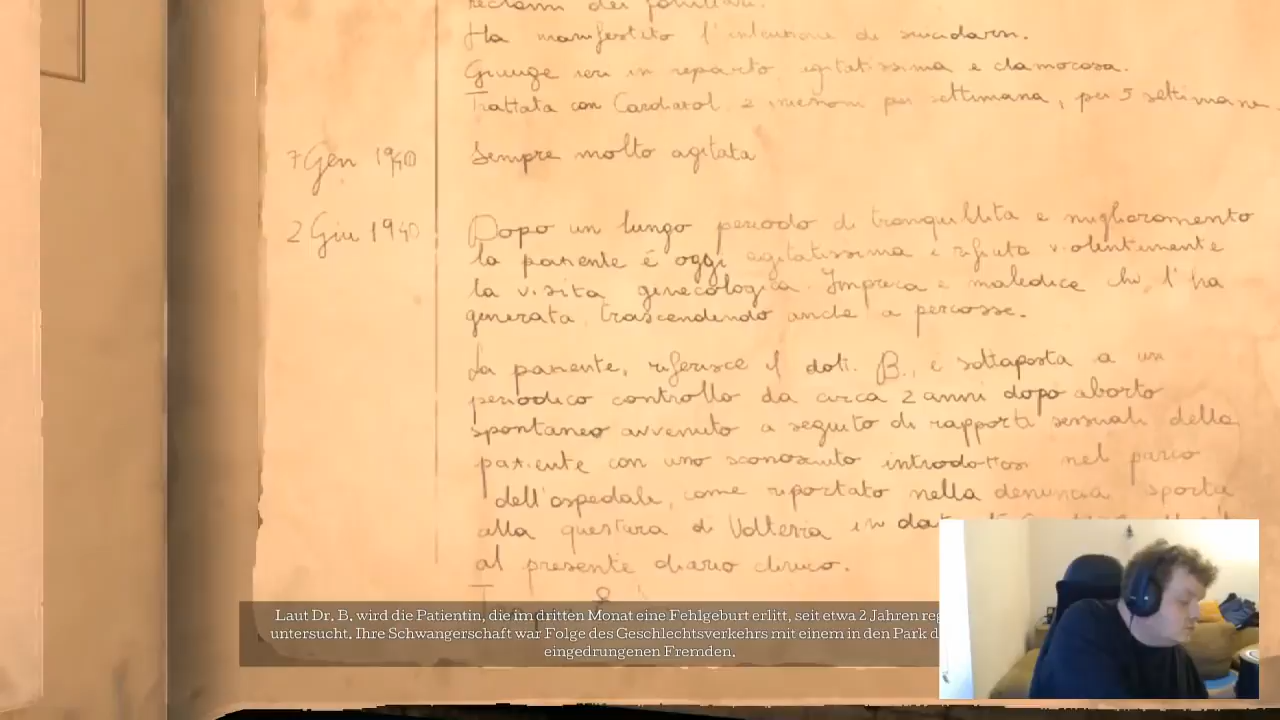 Ha manifestito l'intenzione di suicidarn.
Giunge ieri in reparto, agitatissima e clamorosa.
Trattata con Cardiazol, 2 iniezioni per settimana, per 5 settimane
7 Gen 1940 Sempre molto agitata
2 Giu 1940 Dopo un lungo periodo di tranquillita e miglioramento
la paziente é oggi agitatissima e rifiuta violentemente
la visita ginecologica. Impreca e maledice chi l'ha
generata, trascendendo anche a percosse.
La paziente, riferisce il dott. B., è sottoposta a un
periodico controllo da circa 2 anni dopo aborto
spontaneo avvenuto a seguito di rapporti sessuali della
paziente con uno sconosciuto introdottosi nel parco
dell'ospedale, come riportato nella denuncia sporta
alla questura di Volterra in
al presente diario clinico.
Laut Dr. B. wird die Patientin, die im dritten Monat eine Fehlgeburt erlitt, seit etwa 2 Jahren
untersucht. Ihre Schwangerschaft war Folge des Geschlechtsverkehrs mit einem in den Park
eingedrungenen Fremden.